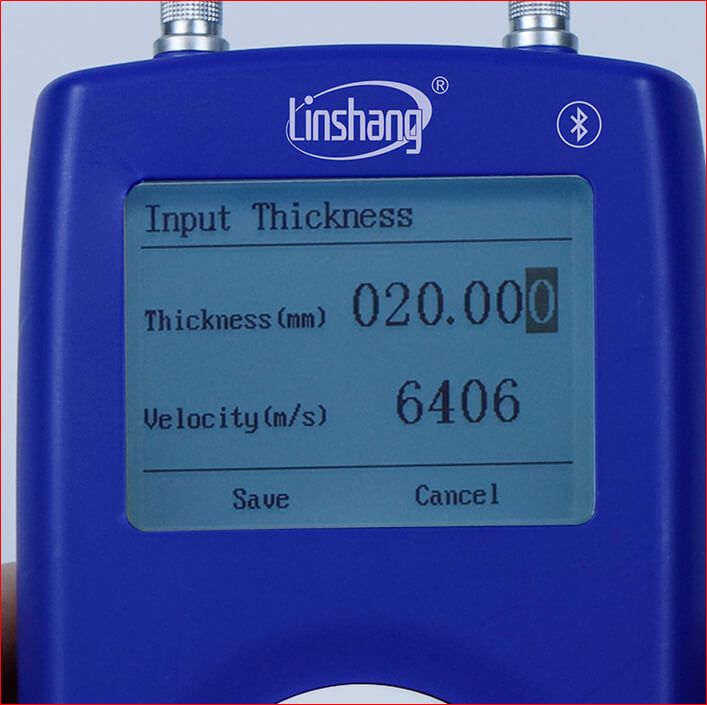 Linshang®
Input Thickness
Thickness(mm) 020.000
Velocity(m/s) 6406
Save Cancel